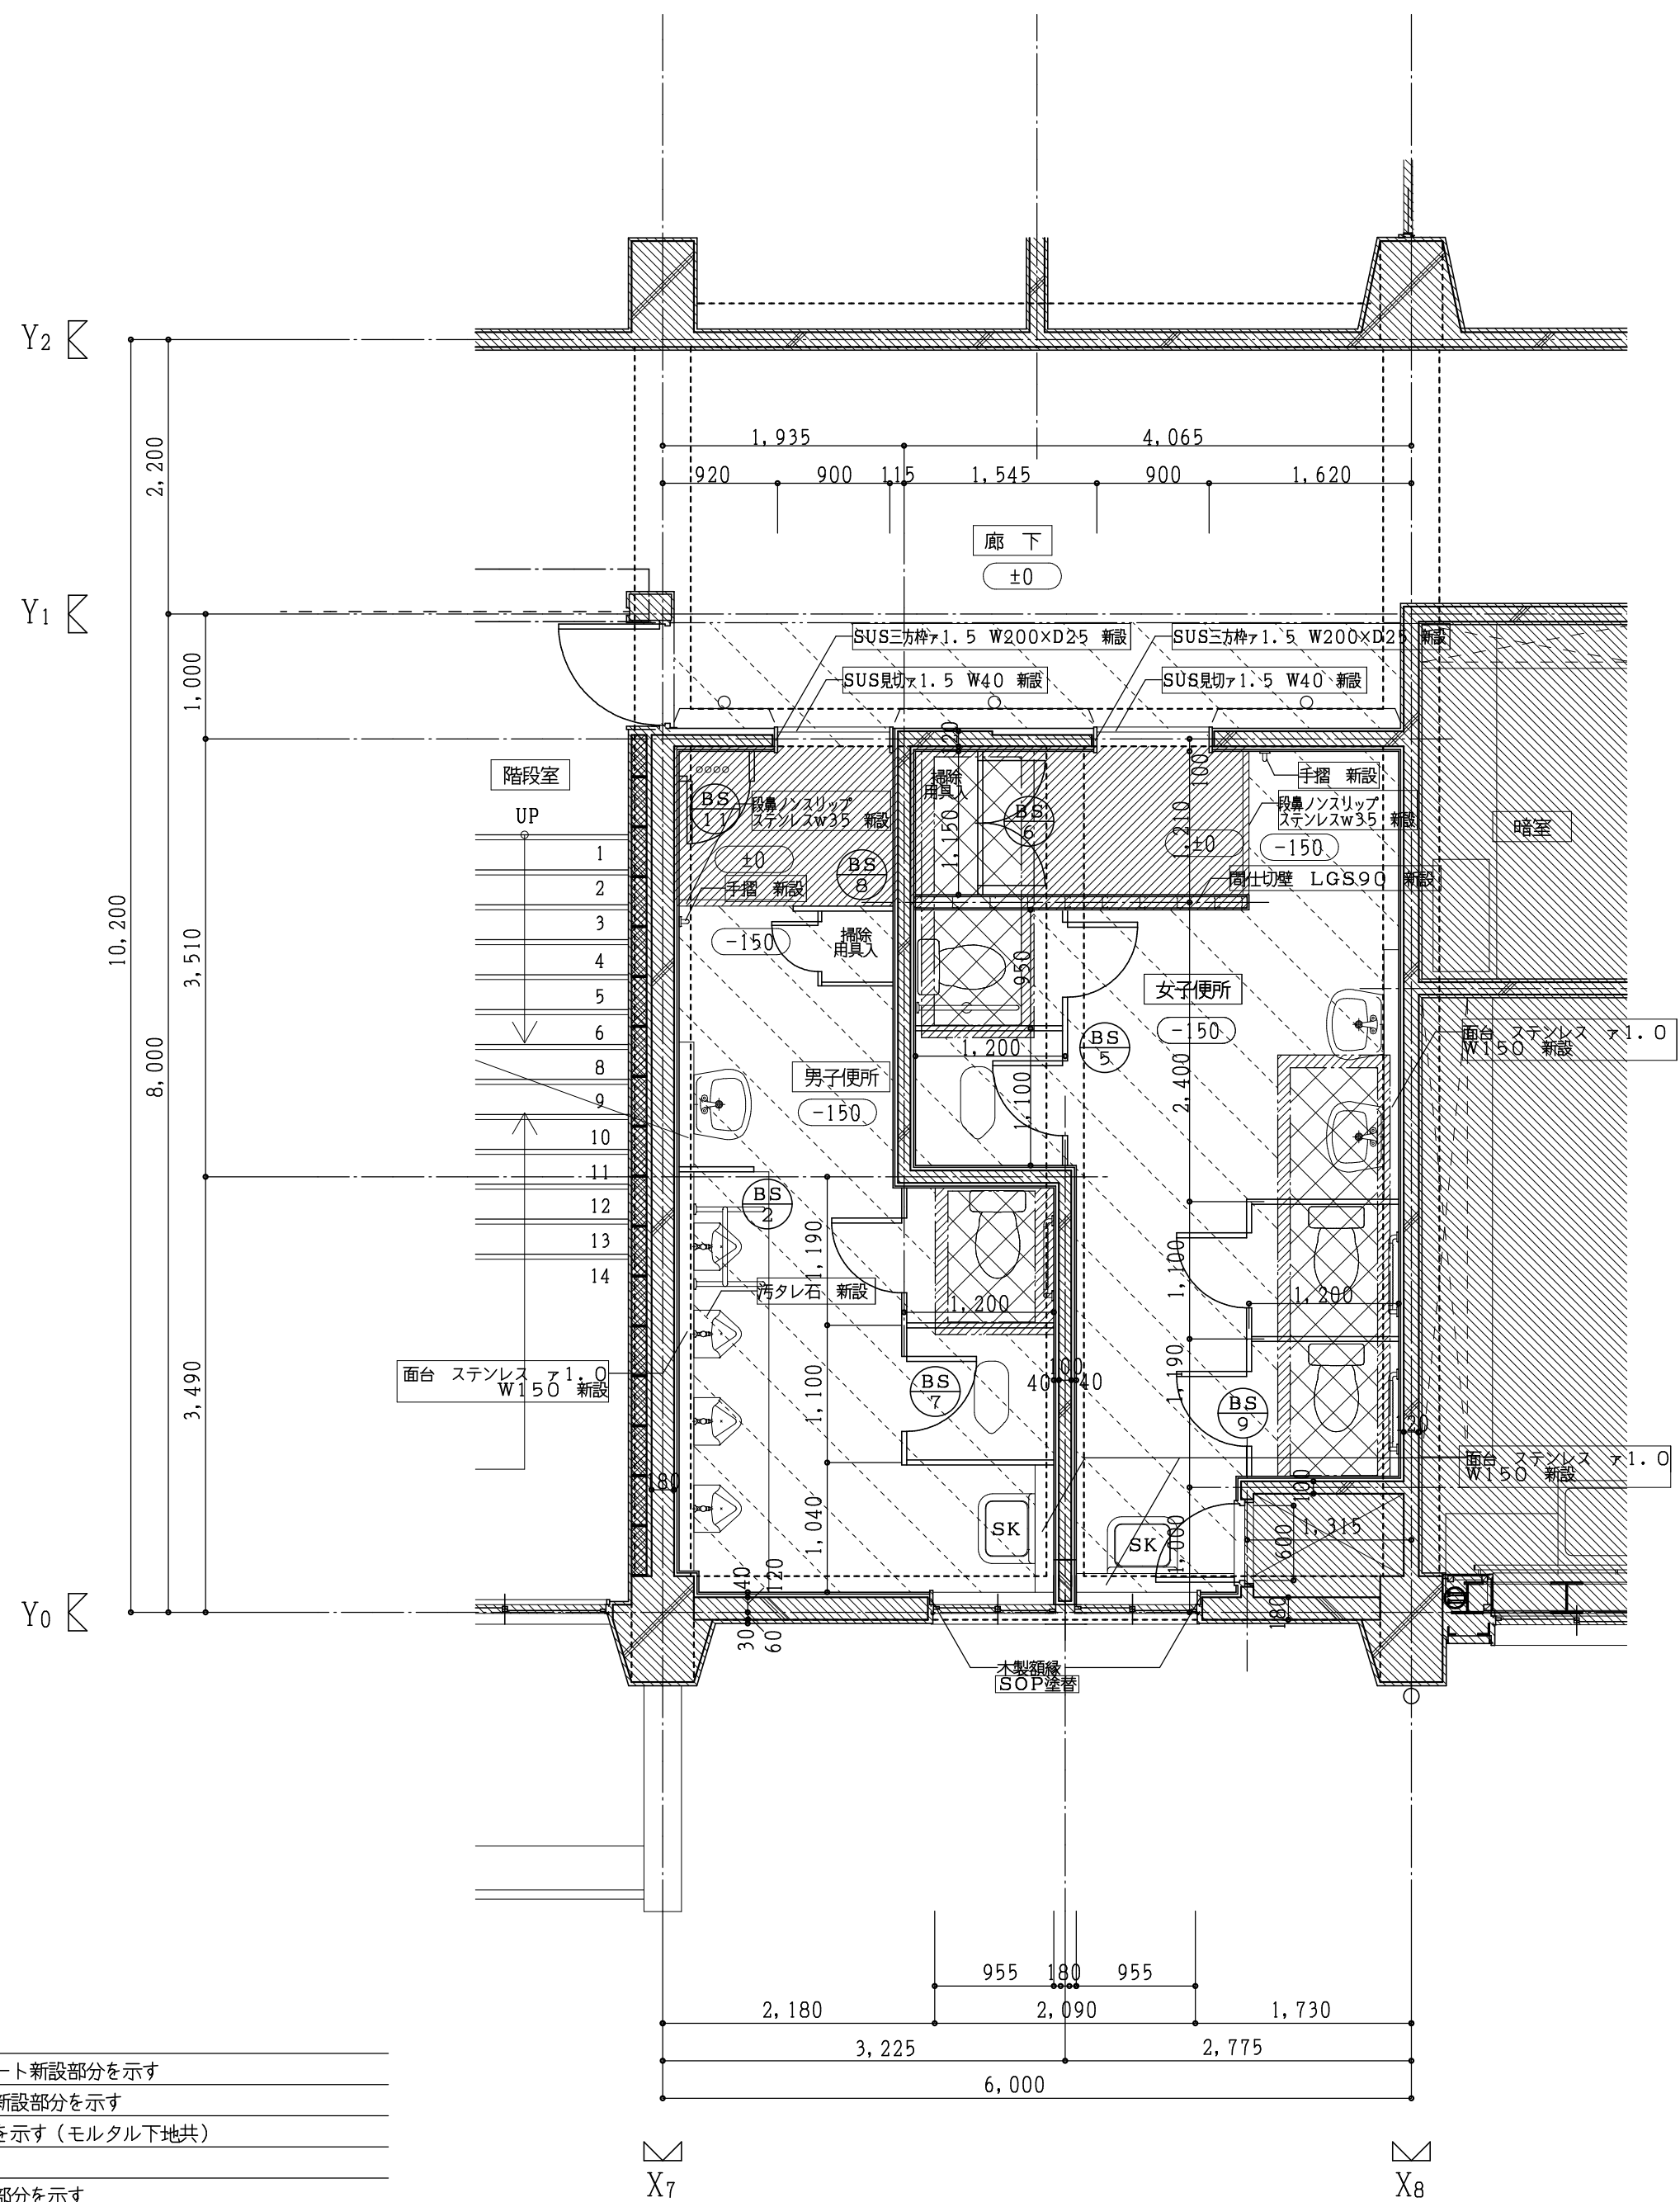 Y2
Y1
Y0
2,200
10,200
1,000
3,510
8,000
3,490
1,935
4,065
920
900
115
1,545
900
1,620
廊 下
±0
SUS三方枠ｱ1.5 W200×D25 新設
SUS三方枠ｱ1.5 W200×D25 新設
SUS見切ｱ1.5 W40 新設
SUS見切ｱ1.5 W40 新設
階段室
UP
1
2
3
4
5
6
8
9
10
11
12
13
14
BS
11
段鼻ノンスリップ
ステンレスw35 新設
±0
BS
8
手摺 新設
-150
掃除
用具入
掃除
用具入
120
1,150
BS
6
100
1,210
手摺 新設
段鼻ノンスリップ
ステンレスw35 新設
±0
-150
間仕切壁 LGS90 新設
暗室
950
女子便所
-150
BS
5
1,200
1,100
2,400
面台 ステンレス ｱ1.0
W150 新設
男子便所
-150
BS
2
1,190
汚タレ石 新設
1,200
1,100
1,200
面台 ステンレス ｱ1.0
W150 新設
1,100
BS
7
100
40
40
1,190
BS
9
120
面台 ステンレス ｱ1.0
W150 新設
180
SK
SK
1,040
1,000
100
600
1,315
40
120
30
60
180
木製額縁
SOP塗替
955
180
955
2,180
2,090
1,730
3,225
2,775
6,000
X7
X8
ート新設部分を示す
新設部分を示す
を示す（モルタル下地共）
部分を示す